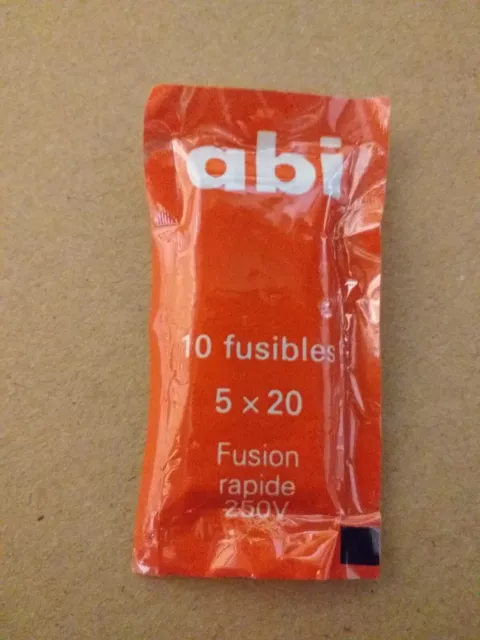 abi
10 fusibles
5 × 20
Fusion
rapide
250V